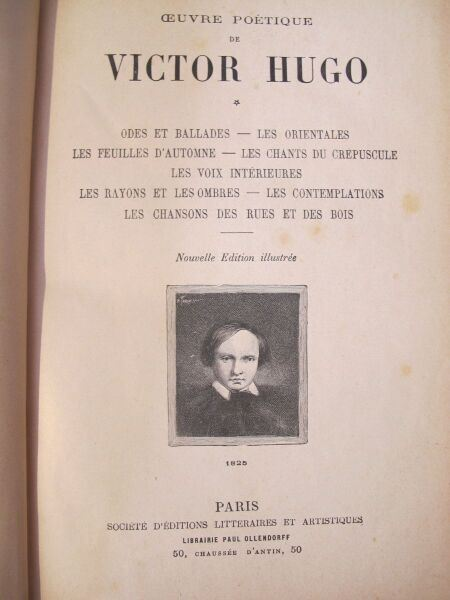 ŒUVRE POÉTIQUE
DE
VICTOR HUGO
*
ODES ET BALLADES — LES ORIENTALES
LES FEUILLES D'AUTOMNE — LES CHANTS DU CRÉPUSCULE
LES VOIX INTÉRIEURES
LES RAYONS ET LES OMBRES — LES CONTEMPLATIONS
LES CHANSONS DES RUES ET DES BOIS
Nouvelle Edition illustrée
1825
PARIS
SOCIÉTÉ D'ÉDITIONS LITTÉRAIRES ET ARTISTIQUES
LIBRAIRIE PAUL OLLENDORFF
50, CHAUSSÉE D'ANTIN, 50